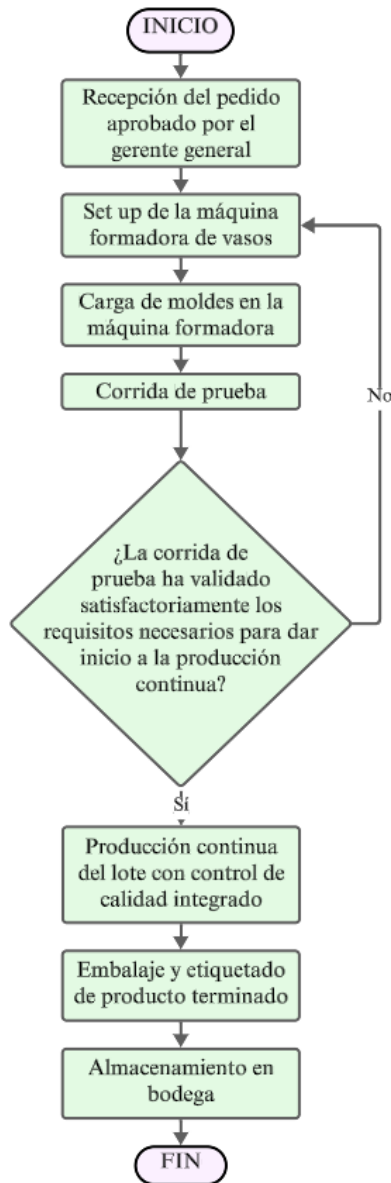 INICIO
Recepción del pedido
aprobado por el
gerente general
Set up de la máquina
formadora de vasos
Carga de moldes en la
máquina formadora
Corrida de prueba
No
¿La corrida de
prueba ha validado
satisfactoriamente los
requisitos necesarios para dar
inicio a la producción
continua?
Sí
Producción continua
del lote con control de
calidad integrado
Embalaje y etiquetado
de producto terminado
Almacenamiento en
bodega
FIN